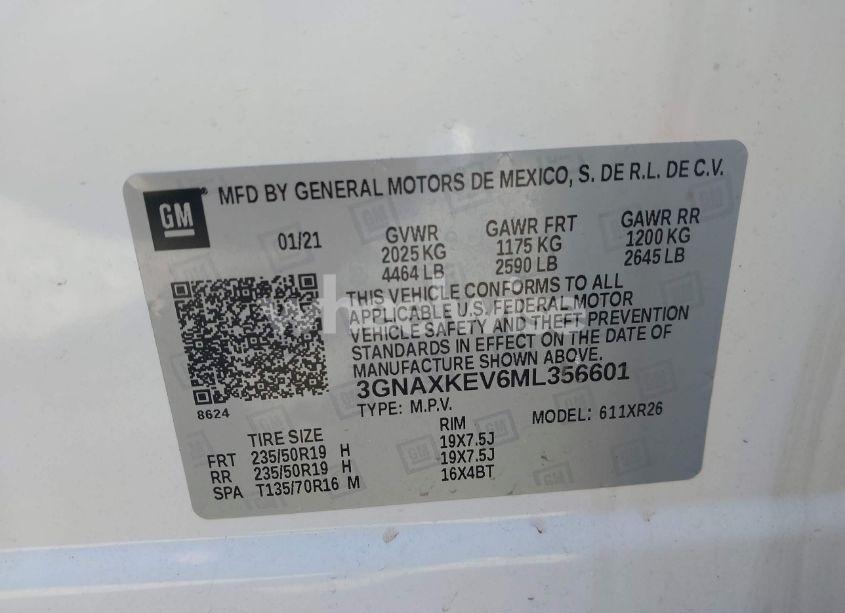 GM
MFD BY GENERAL MOTORS DE MEXICO, S. DE R.L. DE C.V.
01/21 GVWR GAWR FRT GAWR RR
2025 KG 1175 KG 1200 KG
4464 LB 2590 LB 2645 LB
THIS VEHICLE CONFORMS TO ALL
APPLICABLE U.S. FEDERAL MOTOR
VEHICLE SAFETY AND THEFT PREVENTION
STANDARDS IN EFFECT ON THE DATE OF
MANUFACTURE SHOWN ABOVE.
3GNAXKEV6ML356601
8624
TYPE: M.P.V. MODEL: 611XR26
TIRE SIZE RIM
FRT 235/50R19 H 19X7.5J
RR 235/50R19 H 19X7.5J
SPA T135/70R16 M 16X4BT